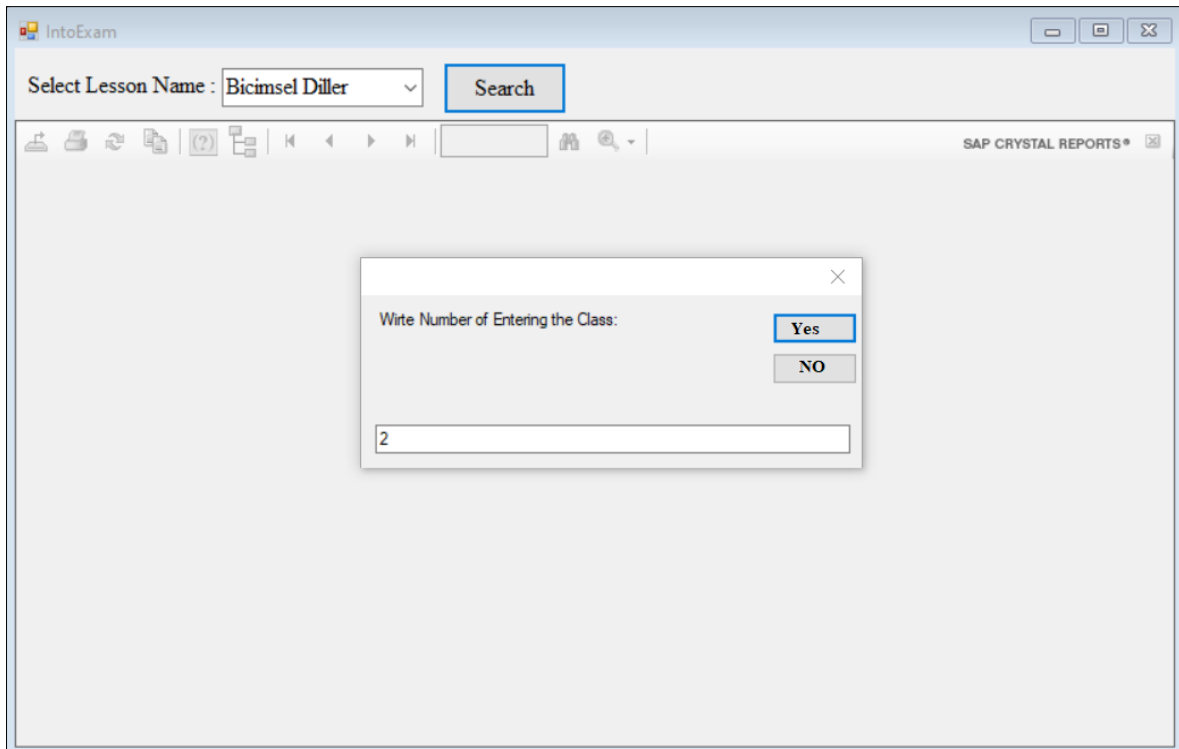 IntoExam
Select Lesson Name : Bicimsel Diller Search
(?) SAP CRYSTAL REPORTS®
Wirte Number of Entering the Class:
Yes
NO
2